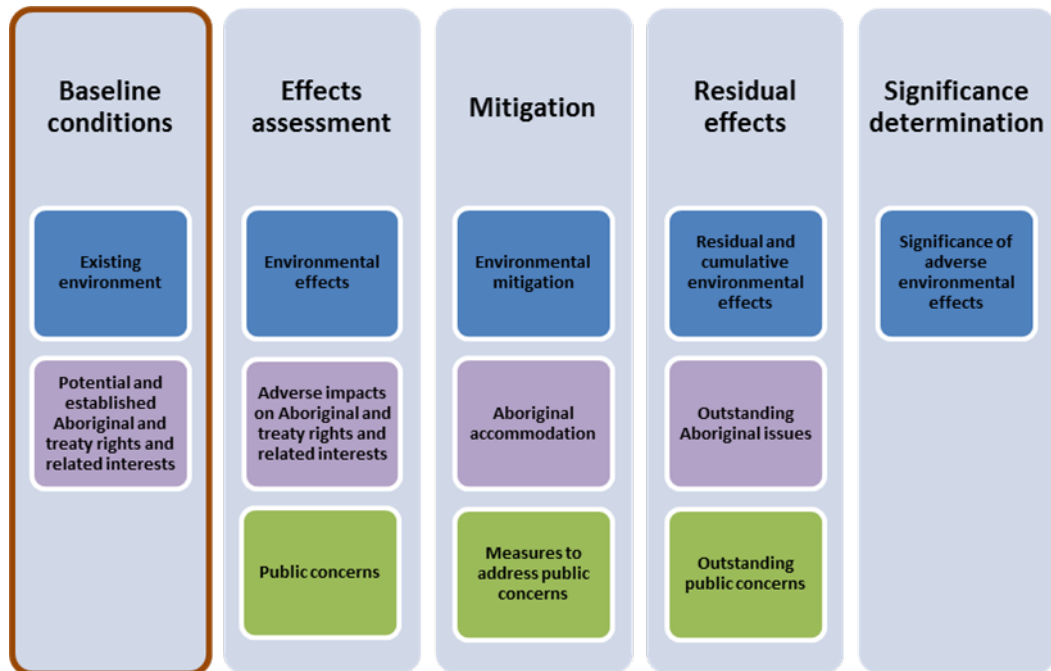 Baseline
conditions
Existing
environment
Potential and
established
Aboriginal and
treaty rights and
related interests
Effects
assessment
Environmental
effects
Adverse impacts
on Aboriginal and
treaty rights and
related interests
Public concerns
Mitigation
Environmental
mitigation
Aboriginal
accommodation
Measures to
address public
concerns
Residual
effects
Residual and
cumulative
environmental
effects
Outstanding
Aboriginal issues
Outstanding
public concerns
Significance
determination
Significance of
adverse
environmental
effects